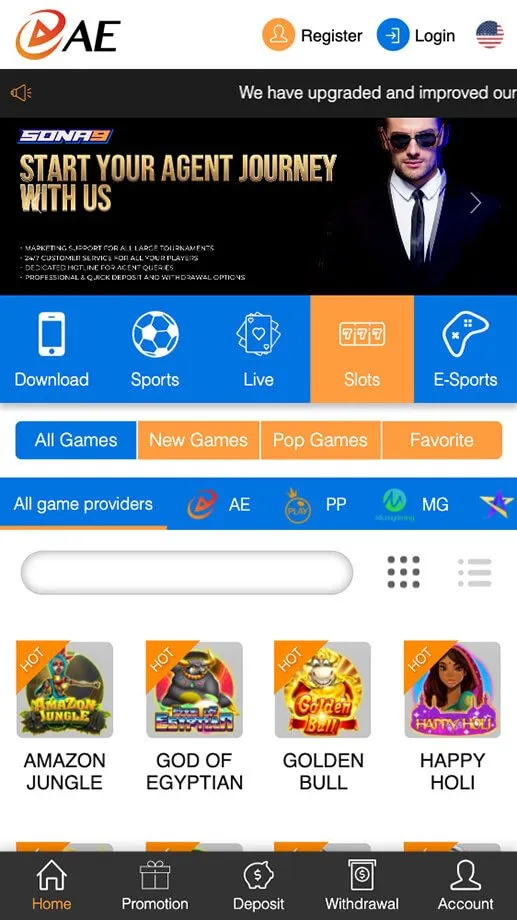 AE
Register
Login
We have upgraded and improved our
SONA9
START YOUR AGENT JOURNEY
WITH US
• MARKETING SUPPORT FOR ALL LARGE TOURNAMENTS
• 24/7 CUSTOMER SERVICE FOR ALL YOUR PLAYERS
• DEDICATED HOTLINE FOR AGENT QUERIES
• PROFESSIONAL & QUICK DEPOSIT AND WITHDRAWAL OPTIONS
Download
Sports
Live
777
Slots
E-Sports
All Games
New Games
Pop Games
Favorite
All game providers
AE
PLAY
PP
Microgaming
MG
HOT
AMAZON
JUNGLE
HOT
EGYPTIAN
HOT
Golden
Bull
HOT
HAPPY HOLI
AMAZON
JUNGLE
GOD OF
EGYPTIAN
GOLDEN
BULL
HAPPY
HOLI
Home
Promotion
Deposit
Withdrawal
Account